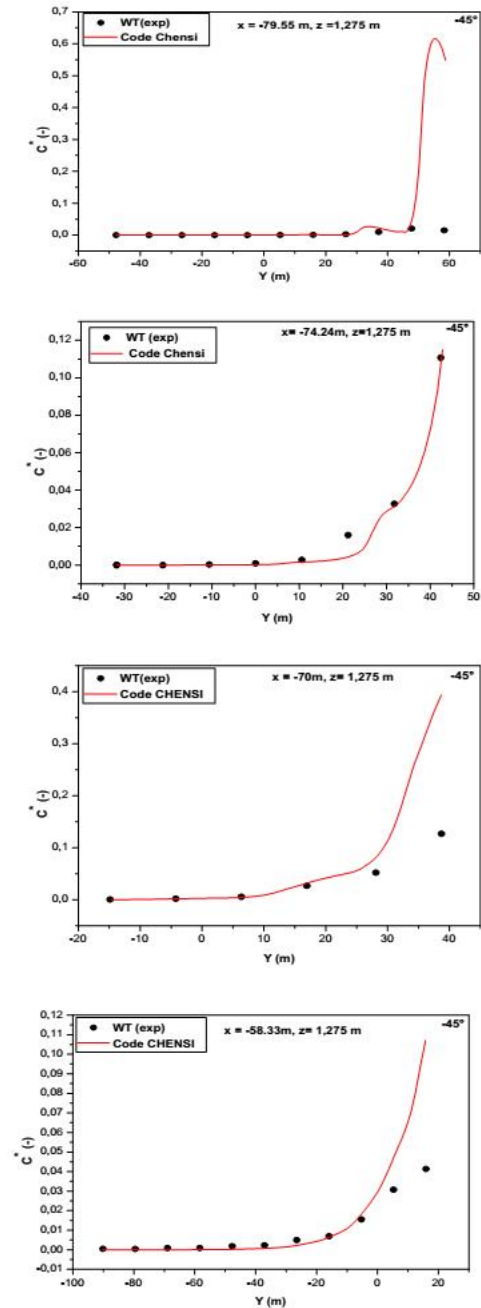 WT(exp)
Code Chensi
x = -79.55 m, z =1,275 m
-45°
0,7
0,6
0,5
0,4
0,3
0,2
0,1
0,0
C* (-)
-60 -40 -20 0 20 40 60 80
Y (m)
WT (exp)
Code Chensi
x= -74.24m, z=1,275 m
-45°
0,12
0,10
0,08
0,06
0,04
0,02
0,00
C* (-)
-40 -30 -20 -10 0 10 20 30 40 50
Y (m)
WT(exp)
Code CHENSI
x = -70m, z= 1,275 m
-45°
0,4
0,3
0,2
0,1
0,0
C* (-)
-20 -10 0 10 20 30 40
Y (m)
WT (exp)
Code CHENSI
x = -58.33m, z= 1,275 m
-45°
0,12
0,11
0,10
0,09
0,08
0,07
0,06
0,05
0,04
0,03
0,02
0,01
0,00
-0,01
C* (-)
-100 -80 -60 -40 -20 0 20
Y (m)